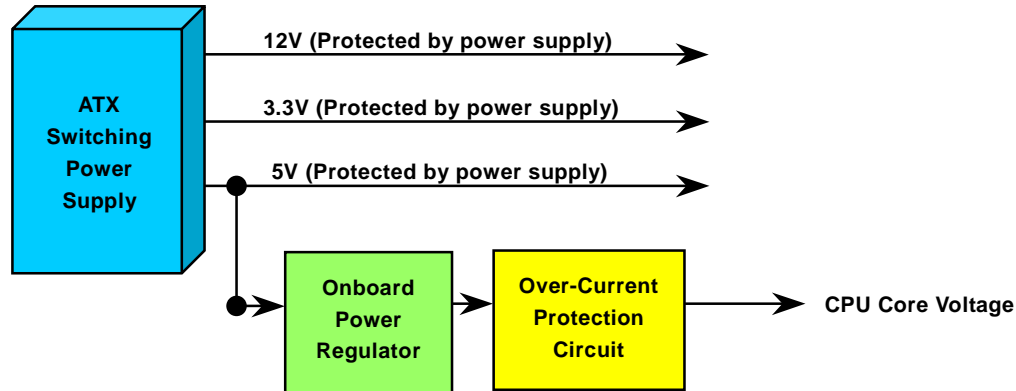 12V (Protected by power supply)
ATX
Switching
Power
Supply
3.3V (Protected by power supply)
5V (Protected by power supply)
Onboard
Power
Regulator
Over-Current
Protection
Circuit
CPU Core Voltage